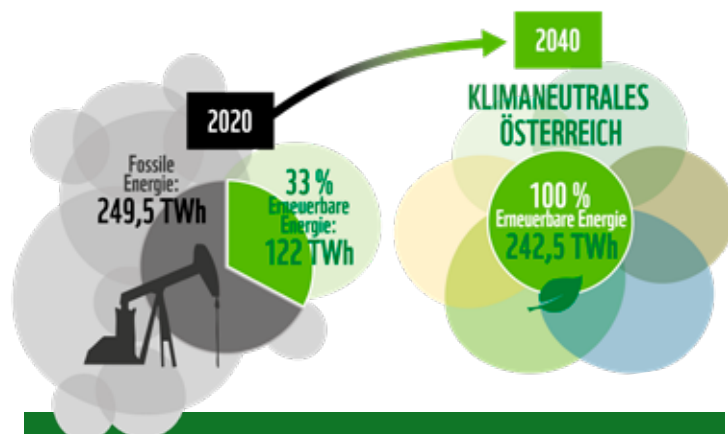 2020
Fossile
Energie:
249,5 TWh
33 %
Erneuerbare
Energie:
122 TWh
2040
KLIMANEUTRALES
ÖSTERREICH
100 %
Erneuerbare Energie
242,5 TWh